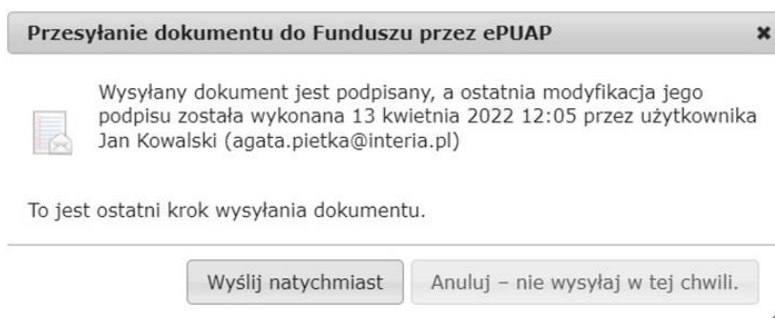 Przesyłanie dokumentu do Funduszu przez ePUAP
Wysyłany dokument jest podpisany, a ostatnia modyfikacja jego
podpisu została wykonana 13 kwietnia 2022 12:05 przez użytkownika
Jan Kowalski (agata.pietka@interia.pl)
To jest ostatni krok wysyłania dokumentu.
Wyślij natychmiast
Anuluj – nie wysyłaj w tej chwili.